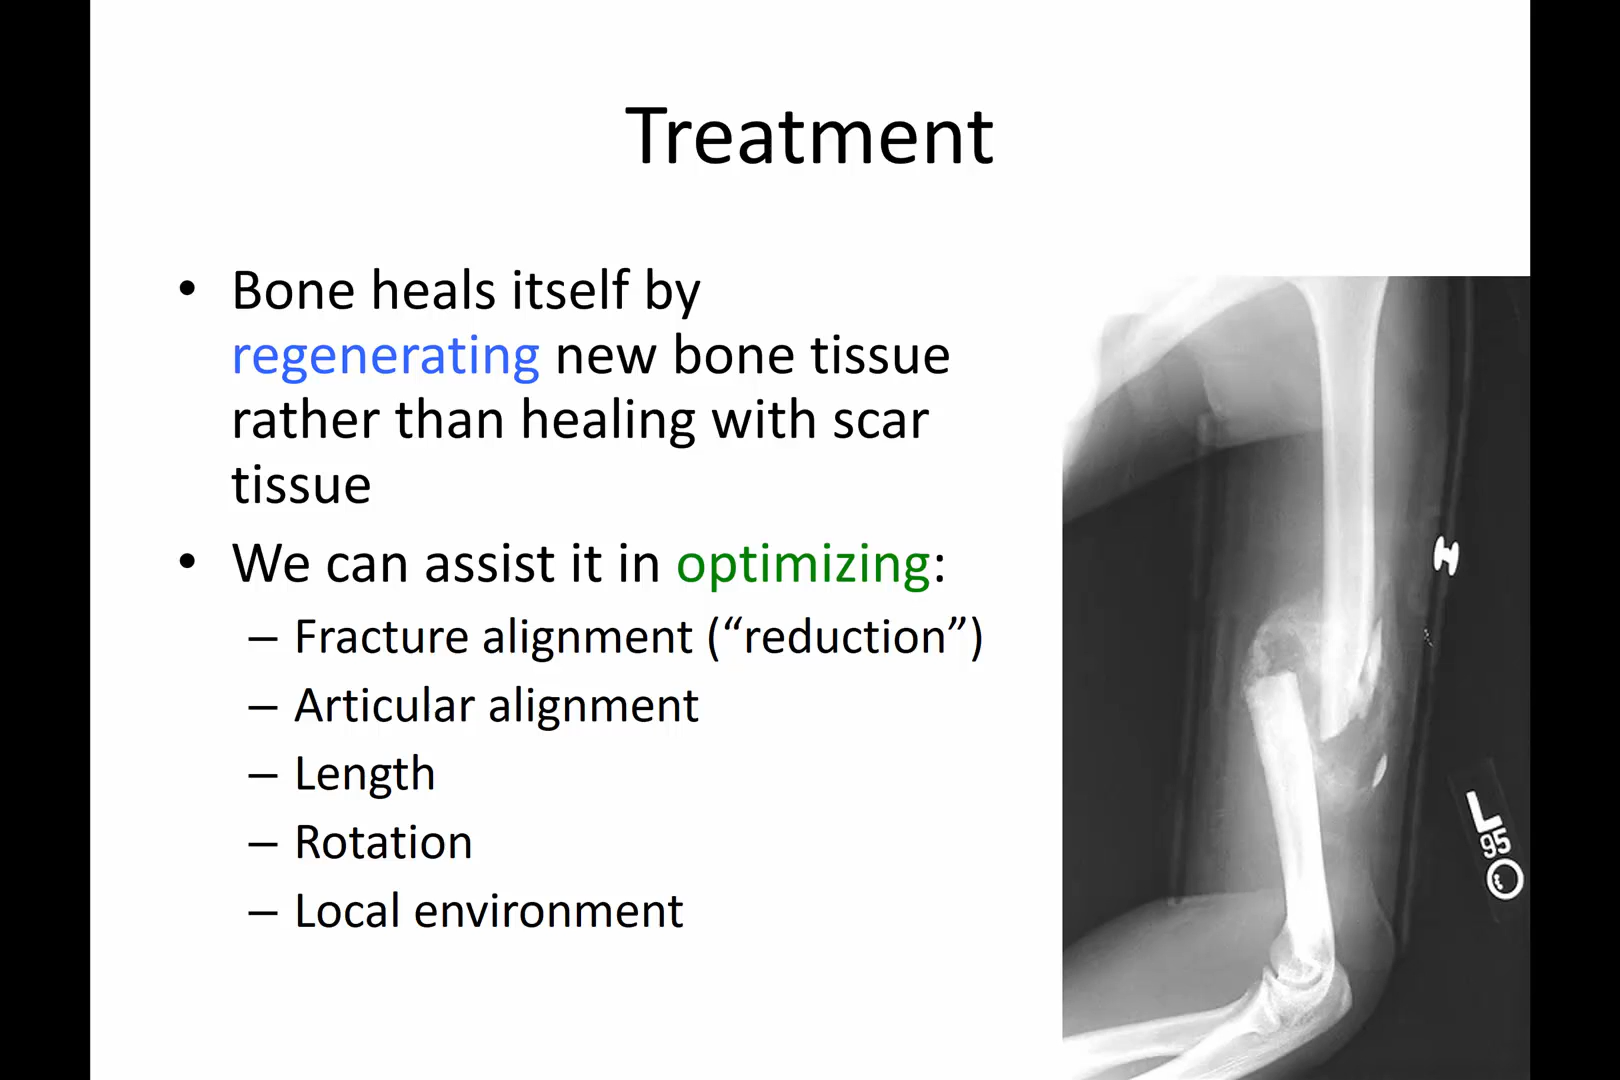 Treatment
• Bone heals itself by
regenerating new bone tissue
rather than healing with scar
tissue
• We can assist it in optimizing:
– Fracture alignment (“reduction”)
– Articular alignment
– Length
– Rotation
– Local environment
H
L
95